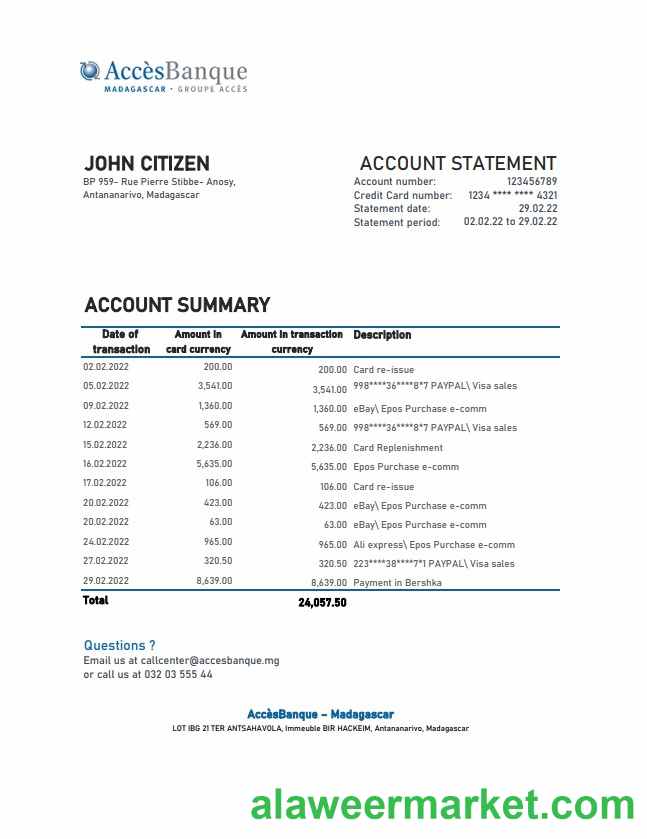 AccèsBanque
MADAGASCAR · GROUPE ACCÈS
JOHN CITIZEN
BP 959- Rue Pierre Stibbe- Anosy,
Antananarivo, Madagascar
ACCOUNT STATEMENT
Account number: 123456789
Credit Card number: 1234 **** **** 4321
Statement date: 29.02.22
Statement period: 02.02.22 to 29.02.22
ACCOUNT SUMMARY
Date of transaction Amount in card currency Amount in transaction currency Description
02.02.2022 200.00 200.00 Card re-issue
05.02.2022 3,541.00 3,541.00 998****36****8*7 PAYPAL\ Visa sales
09.02.2022 1,360.00 1,360.00 eBay\ Epos Purchase e-comm
12.02.2022 569.00 569.00 998****36****8*7 PAYPAL\ Visa sales
15.02.2022 2,236.00 2,236.00 Card Replenishment
16.02.2022 5,635.00 5,635.00 Epos Purchase e-comm
17.02.2022 106.00 106.00 Card re-issue
20.02.2022 423.00 423.00 eBay\ Epos Purchase e-comm
20.02.2022 63.00 63.00 eBay\ Epos Purchase e-comm
24.02.2022 965.00 965.00 Ali express\ Epos Purchase e-comm
27.02.2022 320.50 320.50 223****38****7*1 PAYPAL\ Visa sales
29.02.2022 8,639.00 8,639.00 Payment in Bershka
Total 24,057.50
Questions ?
Email us at callcenter@accesbanque.mg
or call us at 032 03 555 44
AccèsBanque – Madagascar
LOT IBG 21 TER ANTSAHAVOLA, Immeuble BIR HACKEIM, Antananarivo, Madagascar
alaweermarket.com